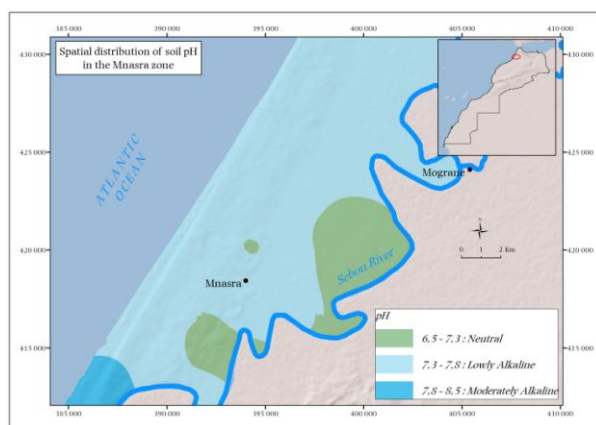 385 000 390 000 395 000 400 000 405 000 410 000
Spatial distribution of soil pH
in the Mnasra zone
430 000
430 000
425 000
425 000
ATLANTIC
OCEAN
Mograne
420 000
420 000
Sebou River
0 1 2 Km
Mnasra
pH
6,5 - 7,3 : Neutral
7,3 - 7,8 : Lowly Alkaline
7,8 - 8,5 : Moderately Alkaline
415 000
415 000
385 000 390 000 395 000 400 000 405 000 410 000